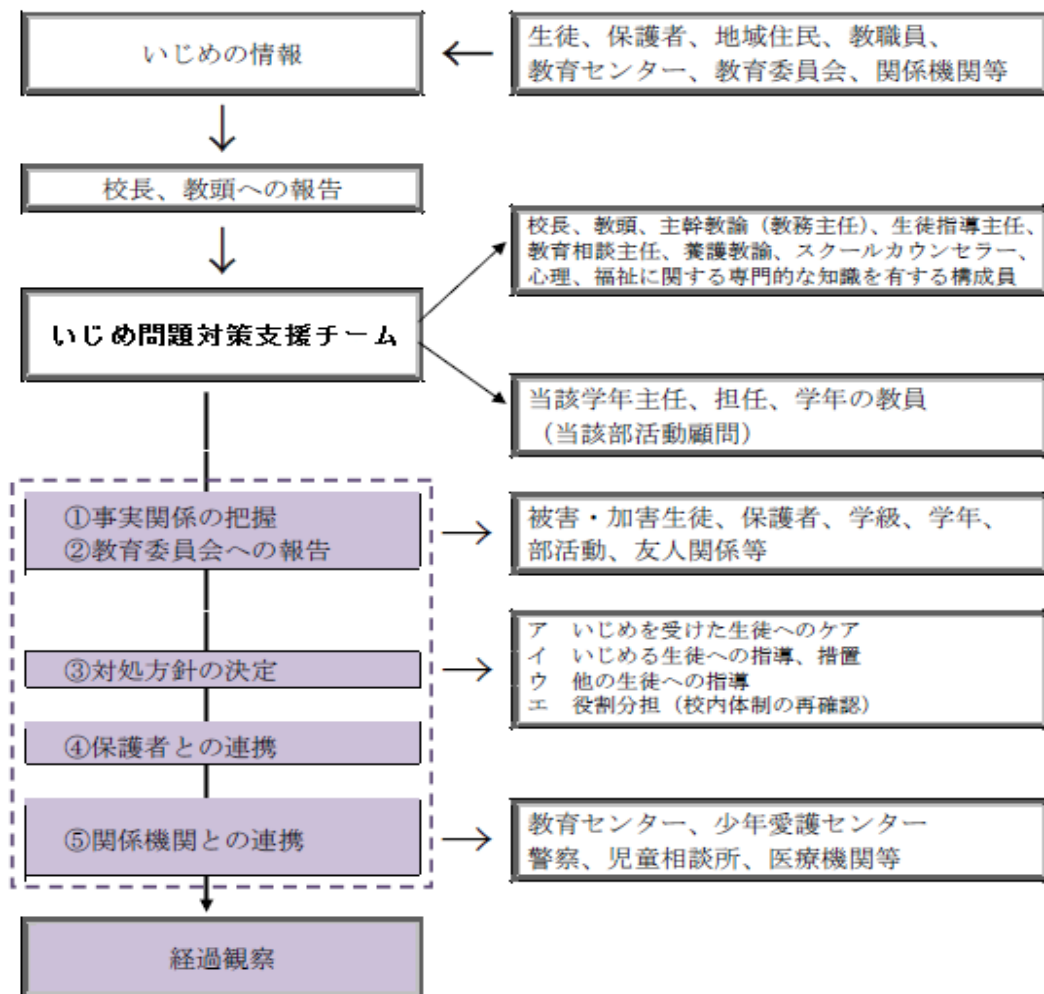 いじめの情報
生徒、保護者、地域住民、教職員、
教育センター、教育委員会、関係機関等
校長、教頭への報告
校長、教頭、主幹教諭（教務主任）、生徒指導主任、
教育相談主任、養護教諭、スクールカウンセラー、
心理、福祉に関する専門的な知識を有する構成員
いじめ問題対策支援チーム
当該学年主任、担任、学年の教員
（当該部活動顧問）
①事実関係の把握
②教育委員会への報告
被害・加害生徒、保護者、学級、学年、
部活動、友人関係等
③対処方針の決定
ア　いじめを受けた生徒へのケア
イ　いじめる生徒への指導、措置
ウ　他の生徒への指導
エ　役割分担（校内体制の再確認）
④保護者との連携
⑤関係機関との連携
教育センター、少年愛護センター
警察、児童相談所、医療機関等
経過観察